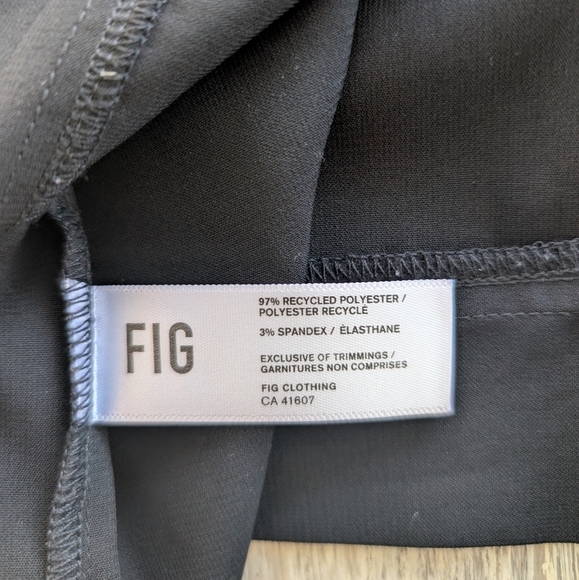 FIG
97% RECYCLED POLYESTER /
POLYESTER RECYCLÉ
3% SPANDEX / ÉLASTHANE
EXCLUSIVE OF TRIMMINGS /
GARNITURES NON COMPRISES
FIG CLOTHING
CA 41607